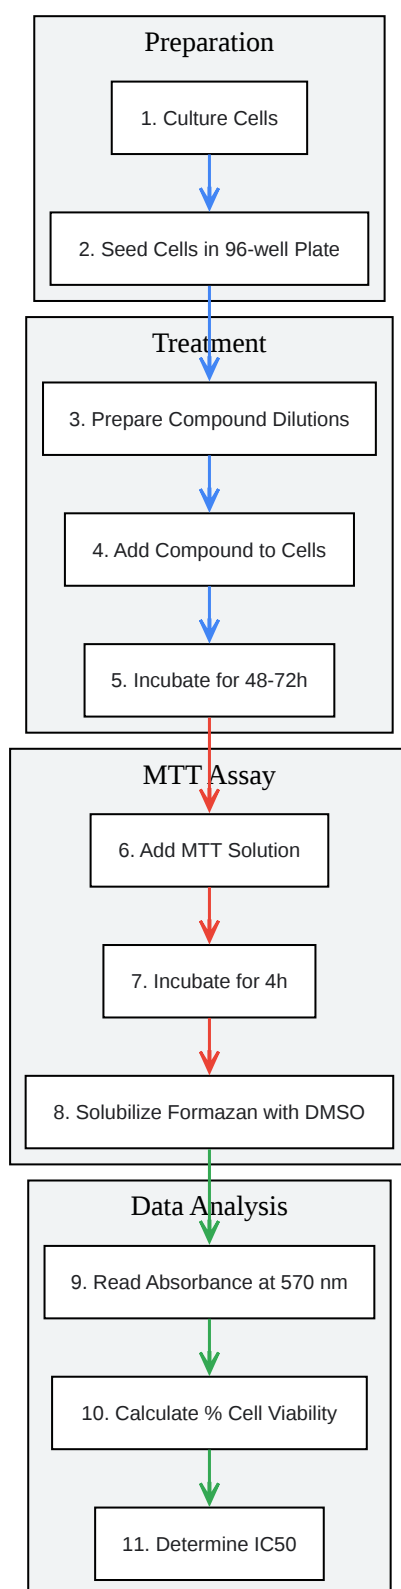 Preparation
1. Culture Cells
2. Seed Cells in 96-well Plate
Treatment
3. Prepare Compound Dilutions
4. Add Compound to Cells
5. Incubate for 48-72h
MTT Assay
6. Add MTT Solution
7. Incubate for 4h
8. Solubilize Formazan with DMSO
Data Analysis
9. Read Absorbance at 570 nm
10. Calculate % Cell Viability
11. Determine IC50